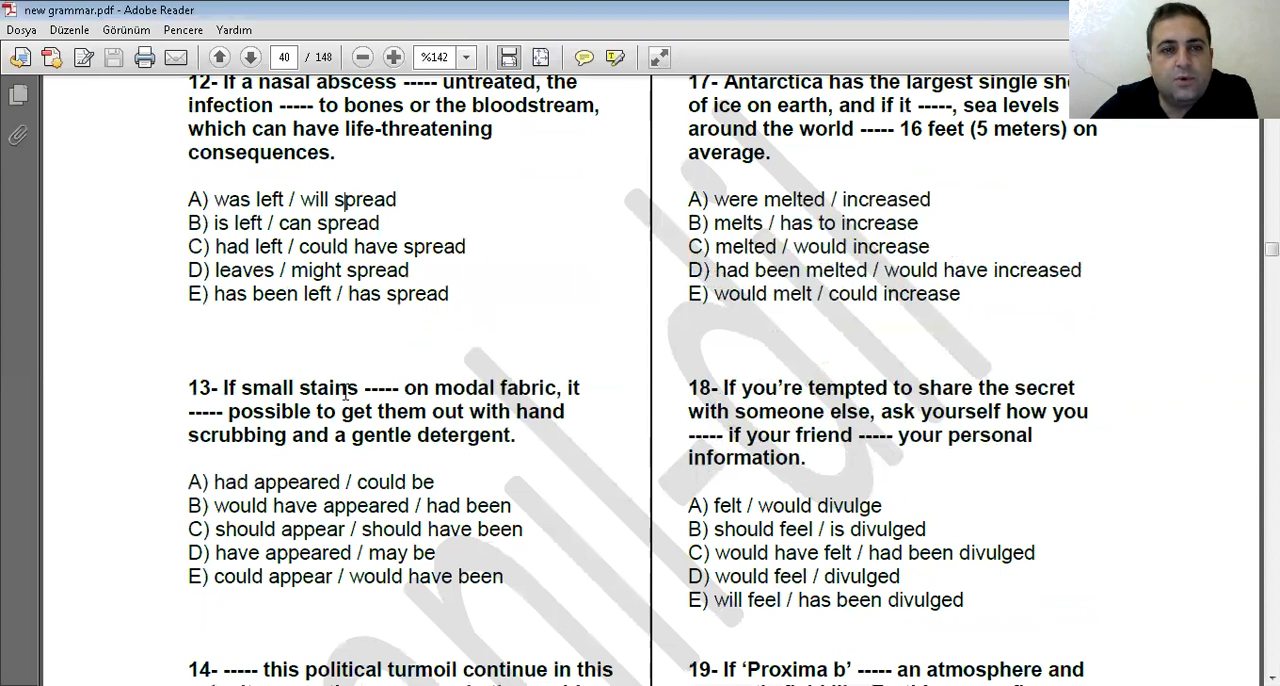 new grammar.pdf - Adobe Reader
Dosya Düzenle Görünüm Pencere Yardım
40 / 148 %142
12- If a nasal abscess ----- untreated, the
infection ----- to bones or the bloodstream,
which can have life-threatening
consequences.
A) was left / will spread
B) is left / can spread
C) had left / could have spread
D) leaves / might spread
E) has been left / has spread
13- If small stains ----- on modal fabric, it
----- possible to get them out with hand
scrubbing and a gentle detergent.
A) had appeared / could be
B) would have appeared / had been
C) should appear / should have been
D) have appeared / may be
E) could appear / would have been
14- ----- this political turmoil continue in this
17- Antarctica has the largest single
of ice on earth, and if it -----, sea levels
around the world ----- 16 feet (5 meters) on
average.
A) were melted / increased
B) melts / has to increase
C) melted / would increase
D) had been melted / would have increased
E) would melt / could increase
18- If you're tempted to share the secret
with someone else, ask yourself how you
----- if your friend ----- your personal
information.
A) felt / would divulge
B) should feel / is divulged
C) would have felt / had been divulged
D) would feel / divulged
E) will feel / has been divulged
19- If 'Proxima b' ----- an atmosphere and